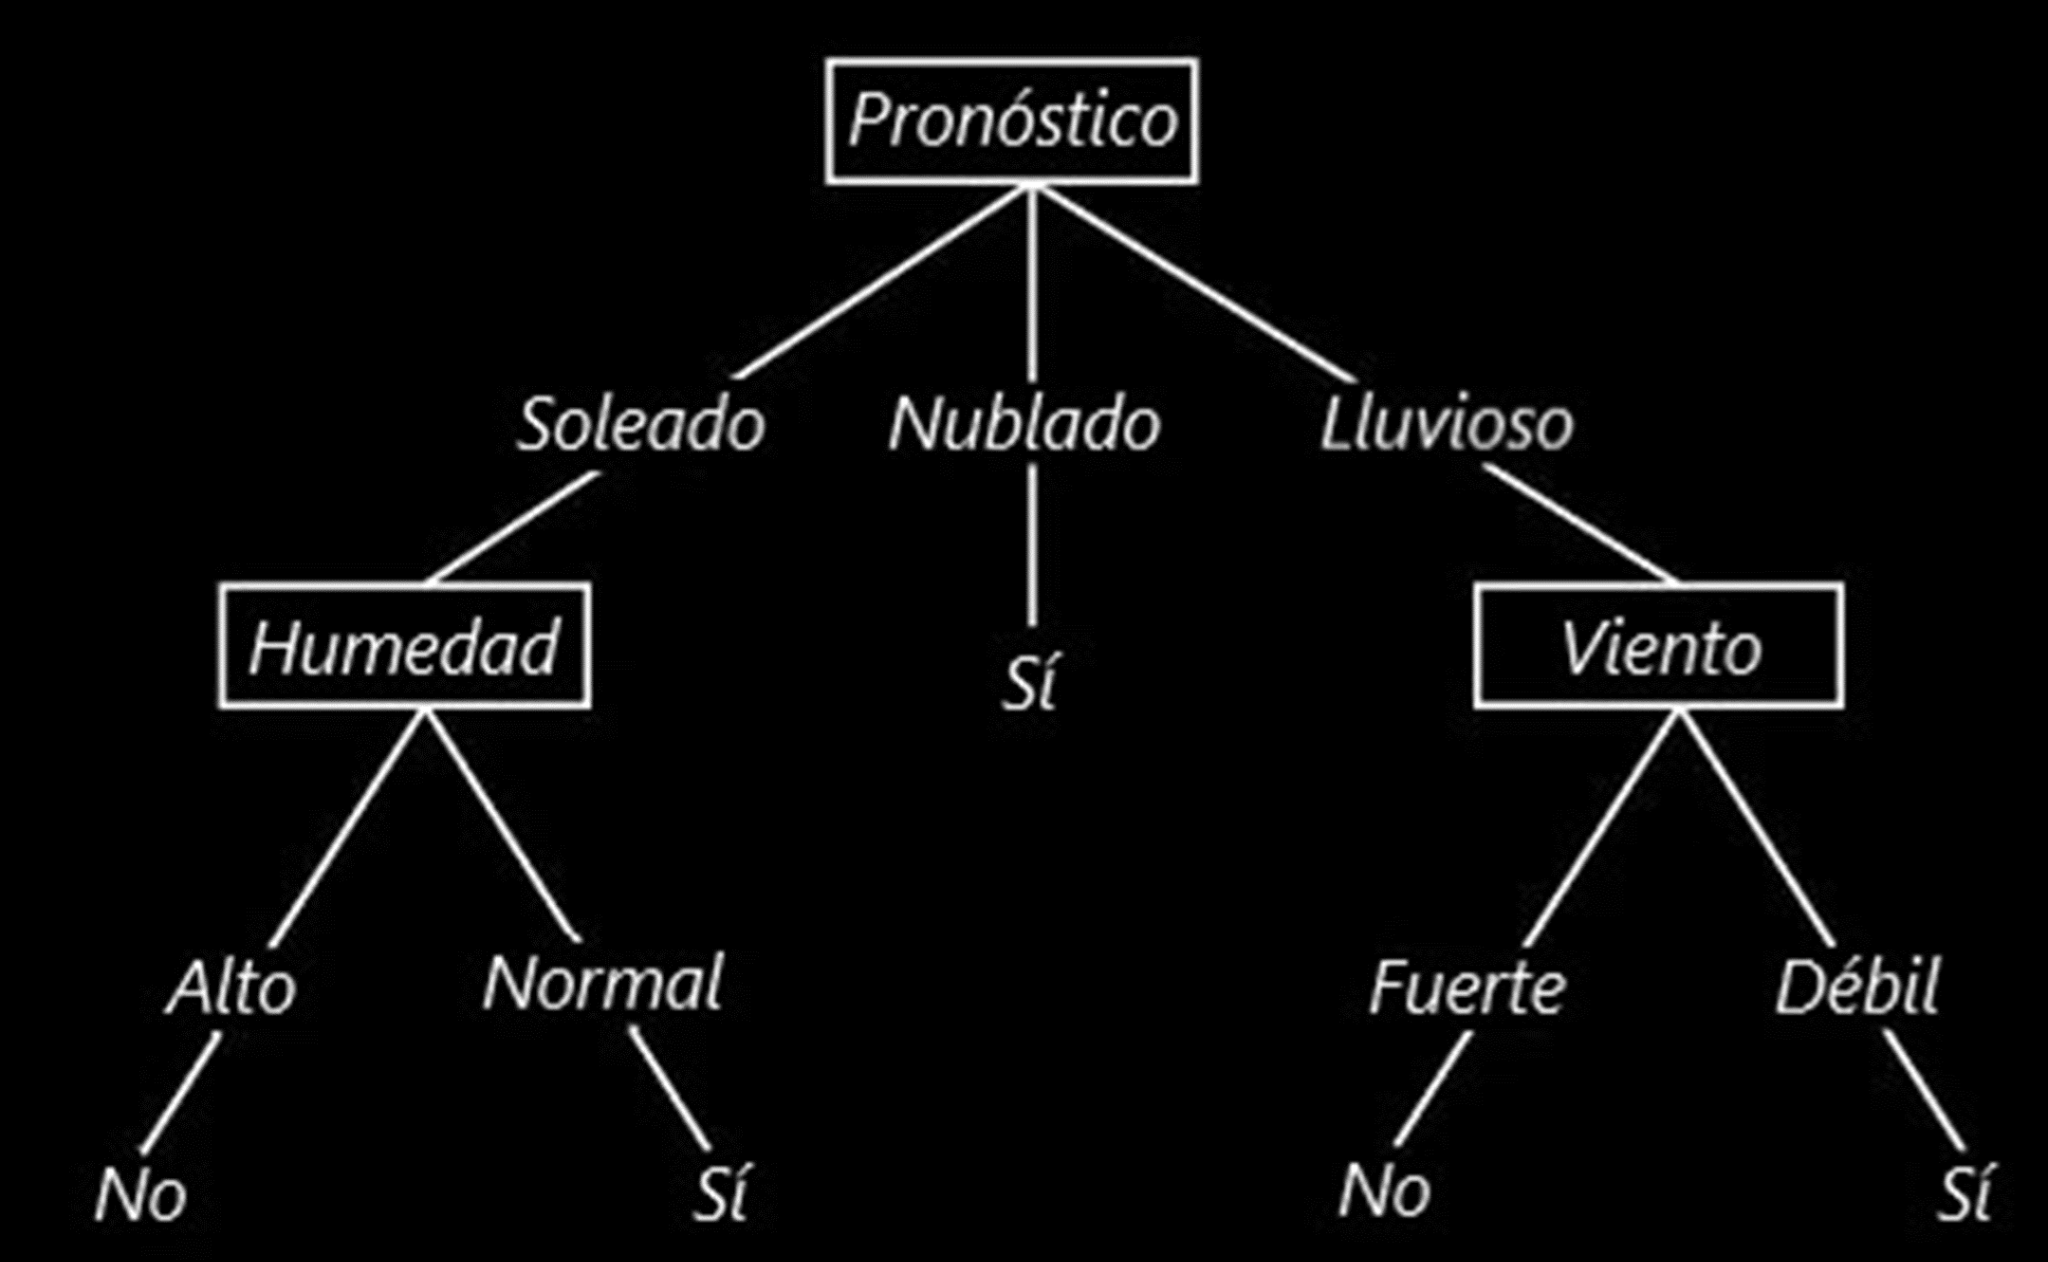 Pronóstico
Soleado
Nublado
Lluvioso
Humedad
Sí
Viento
Alto
Normal
Fuerte
Débil
No
Sí
No
Sí